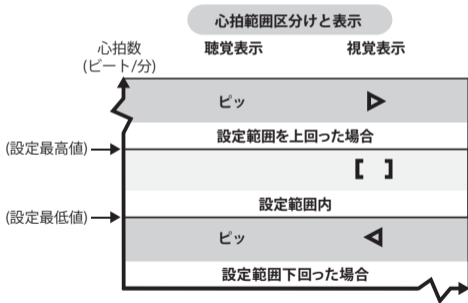 心拍範囲区分けと表示
心拍数
(ビート/分)
聴覚表示
視覚表示
ピッ
設定範囲を上回った場合
(設定最高値)
[ ]
設定範囲内
(設定最低値)
ピッ
設定範囲下回った場合